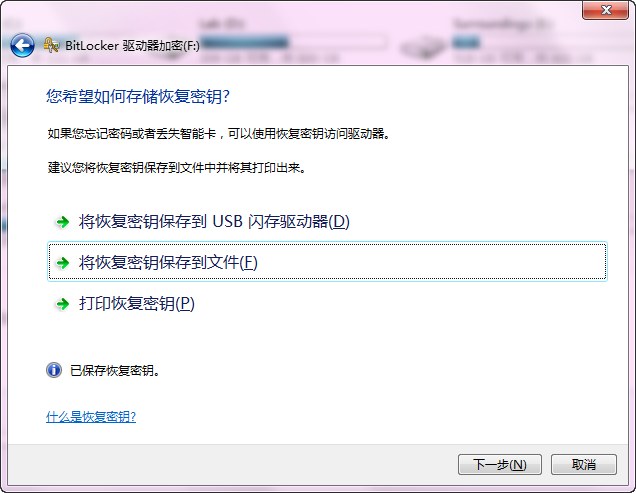 BitLocker 驱动器加密(F:)
您希望如何存储恢复密钥?
如果您忘记密码或者丢失智能卡，可以使用恢复密钥访问驱动器。
建议您将恢复密钥保存到文件中并将其打印出来。
将恢复密钥保存到 USB 闪存驱动器(D)
将恢复密钥保存到文件(F)
打印恢复密钥(P)
已保存恢复密钥。
什么是恢复密钥?
下一步(N)
取消